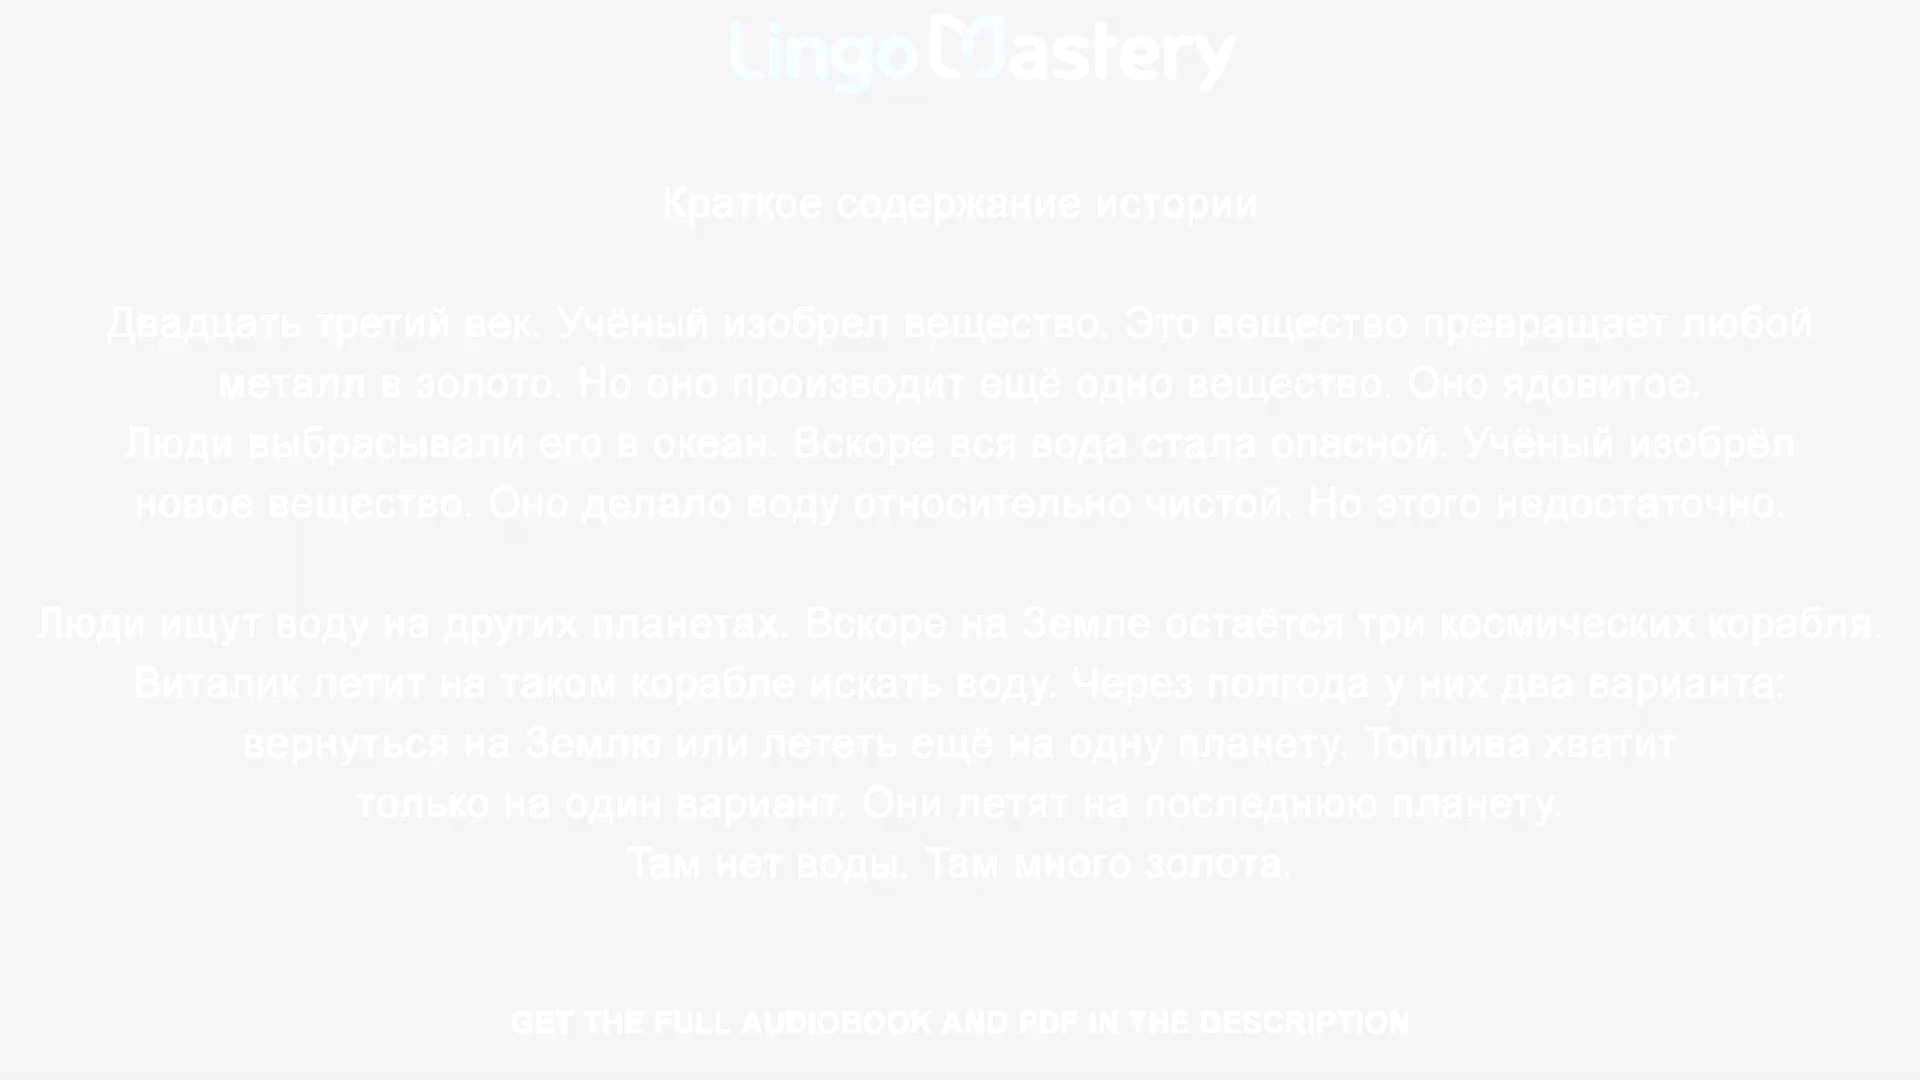 Lingo Mastery
Краткое содержание истории
Двадцать третий век. Учёный изобрел вещество. Это вещество превращает любой
металл в золото. Но оно производит ещё одно вещество. Оно ядовитое.
Люди выбрасывали его в океан. Вскоре вся вода стала опасной. Учёный изобрёл
новое вещество. Оно делало воду относительно чистой. Но этого недостаточно.
Люди ищут воду на других планетах. Вскоре на Земле остаётся три космических корабля.
Виталик летит на таком корабле искать воду. Через полгода у них два варианта:
вернуться на Землю или лететь ещё на одну планету. Топлива хватит
только на один вариант. Они летят на последнюю планету.
Там нет воды. Там много золота.
GET THE FULL AUDIOBOOK AND PDF IN THE DESCRIPTION